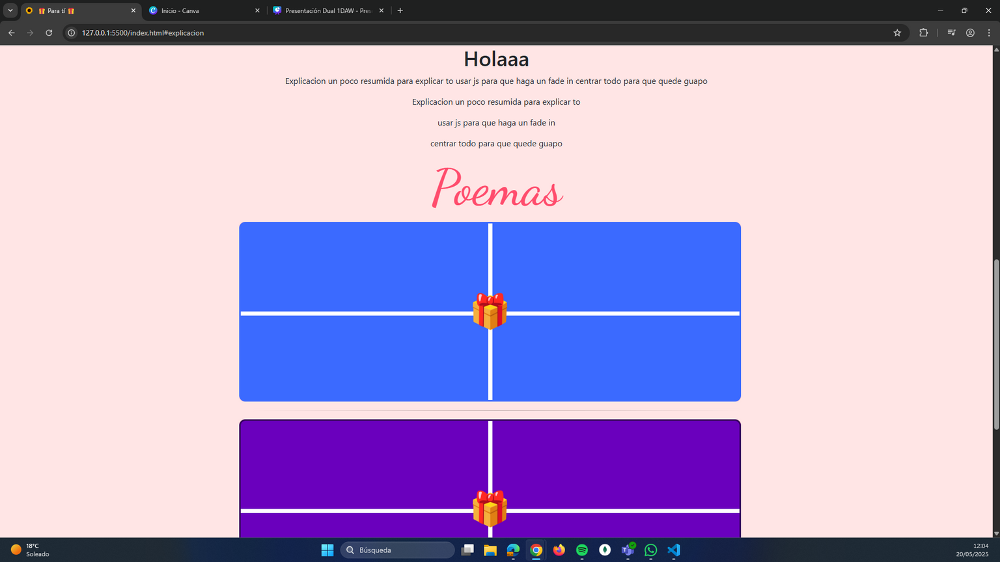 Para tí
Inicio - Canva
Presentación Dual 1DAW - Pres
127.0.0.1:5500/index.html#explicacion
Holaaa
Explicacion un poco resumida para explicar to usar js para que haga un fade in centrar todo para que quede guapo
Explicacion un poco resumida para explicar to
usar js para que haga un fade in
centrar todo para que quede guapo
Poemas
18°C
Soleado
Búsqueda
12:04
20/05/2025